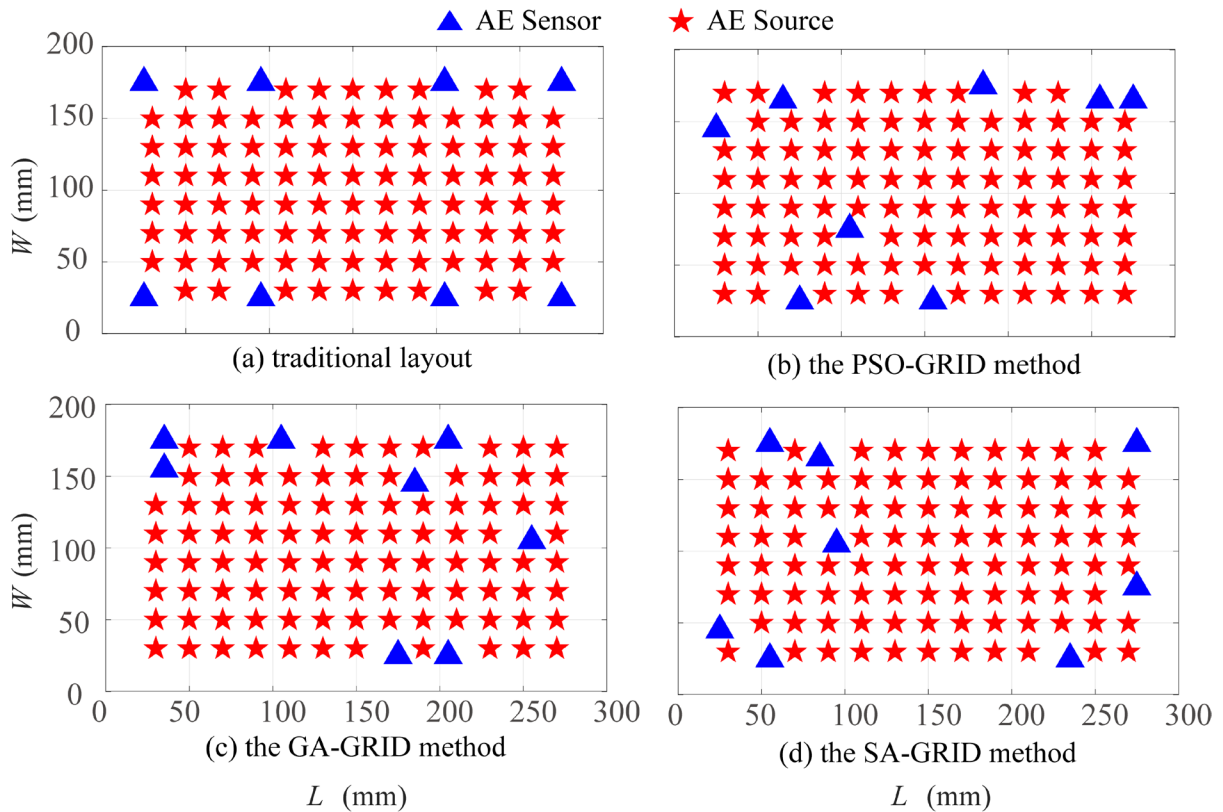 AE Sensor AE Source
200
150
100
50
0
W (mm)
(a) traditional layout
(b) the PSO-GRID method
200
150
100
50
0
W (mm)
0 50 100 150 200 250 300
0 50 100 150 200 250 300
(c) the GA-GRID method
(d) the SA-GRID method
L (mm)
L (mm)